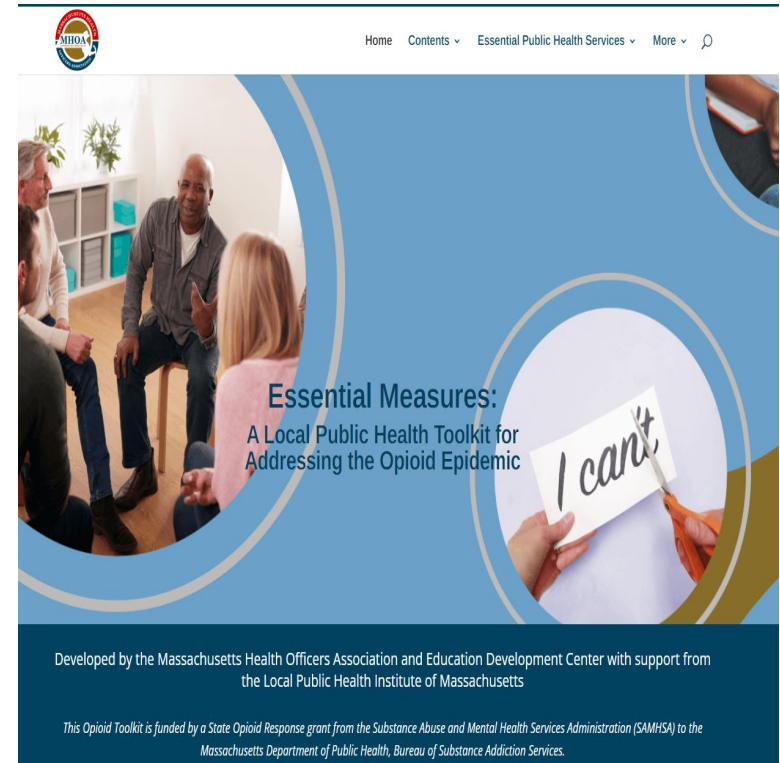 MHOA
Home Contents Essential Public Health Services More
Essential Measures:
A Local Public Health Toolkit for
Addressing the Opioid Epidemic
I can't
Developed by the Massachusetts Health Officers Association and Education Development Center with support from
the Local Public Health Institute of Massachusetts
This Opioid Toolkit is funded by a State Opioid Response grant from the Substance Abuse and Mental Health Services Administration (SAMHSA) to the
Massachusetts Department of Public Health, Bureau of Substance Addiction Services.